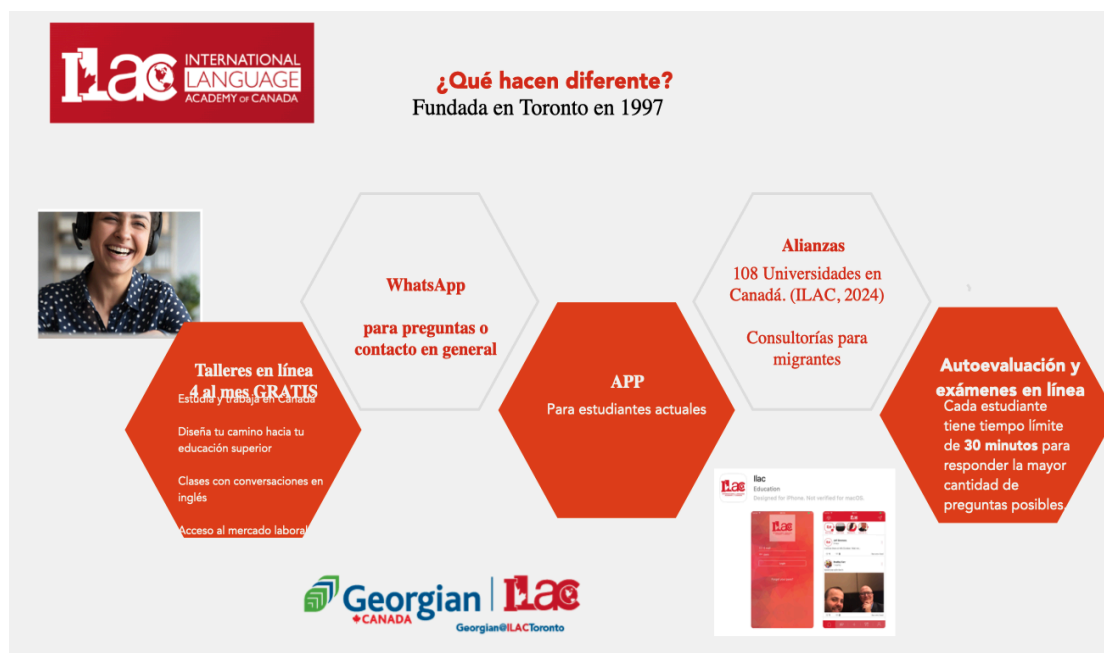 ILAC
INTERNATIONAL
LANGUAGE
ACADEMY OF CANADA
¿Qué hacen diferente?
Fundada en Toronto en 1997
Talleres en línea
4 al mes GRATIS
Estudia y trabaja en Canada
Diseña tu camino hacia tu
educación superior
Clases con conversaciones en
inglés
Acceso al mercado laboral
WhatsApp
para preguntas o
contacto en general
APP
Para estudiantes actuales
Alianzas
108 Universidades en
Canadá. (ILAC, 2024)
Consultorías para
migrantes
Autoevaluación y
exámenes en línea
Cada estudiante
tiene tiempo límite
de 30 minutos para
responder la mayor
cantidad de
preguntas posibles.
Ilac
Education
Designed for iPhone. Not verified for macOS.
ILAC
ILAC
Georgian
CANADA
ILAC
Georgian@ILACToronto